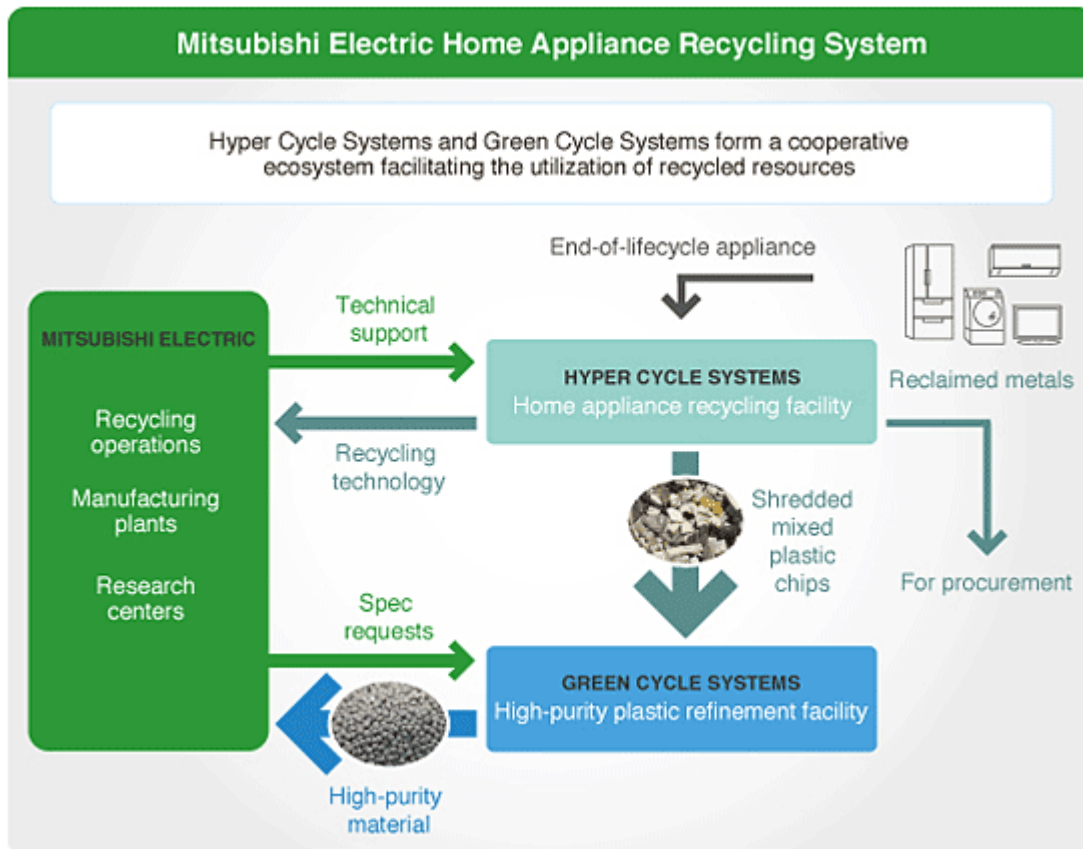 Mitsubishi Electric Home Appliance Recycling System
Hyper Cycle Systems and Green Cycle Systems form a cooperative
ecosystem facilitating the utilization of recycled resources
End-of-lifecycle appliance
MITSUBISHI ELECTRIC
Recycling
operations
Manufacturing
plants
Research
centers
Technical
support
HYPER CYCLE SYSTEMS
Home appliance recycling facility
Reclaimed metals
Recycling
technology
Shredded
mixed
plastic
chips
For procurement
Spec
requests
GREEN CYCLE SYSTEMS
High-purity plastic refinement facility
High-purity
material